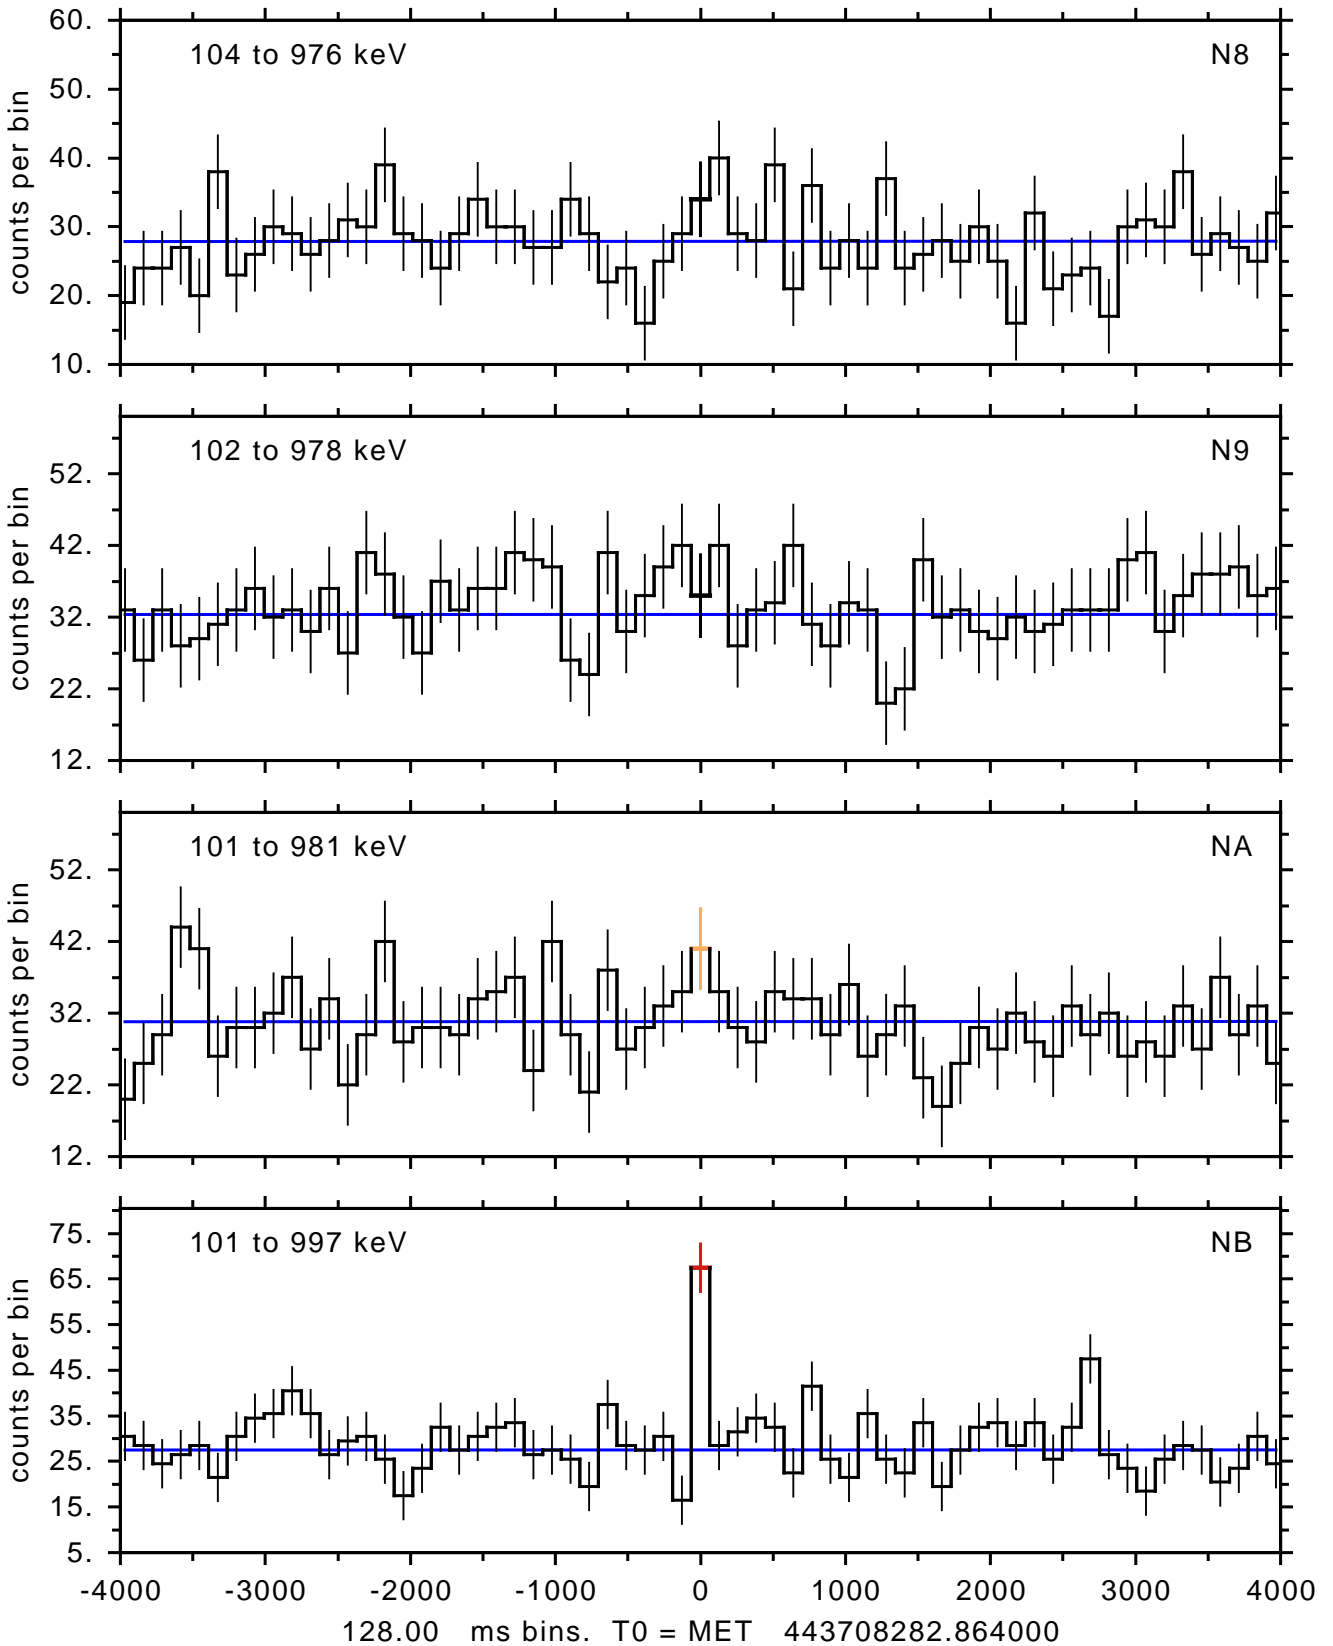 60.
104 to 976 keV N8
50.
40.
30.
20.
10.
counts per bin
102 to 978 keV N9
52.
42.
32.
22.
12.
counts per bin
101 to 981 keV NA
52.
42.
32.
22.
12.
counts per bin
101 to 997 keV NB
75.
65.
55.
45.
35.
25.
15.
5.
counts per bin
-4000 -3000 -2000 -1000 0 1000 2000 3000 4000
128.00 ms bins. T0 = MET 443708282.864000